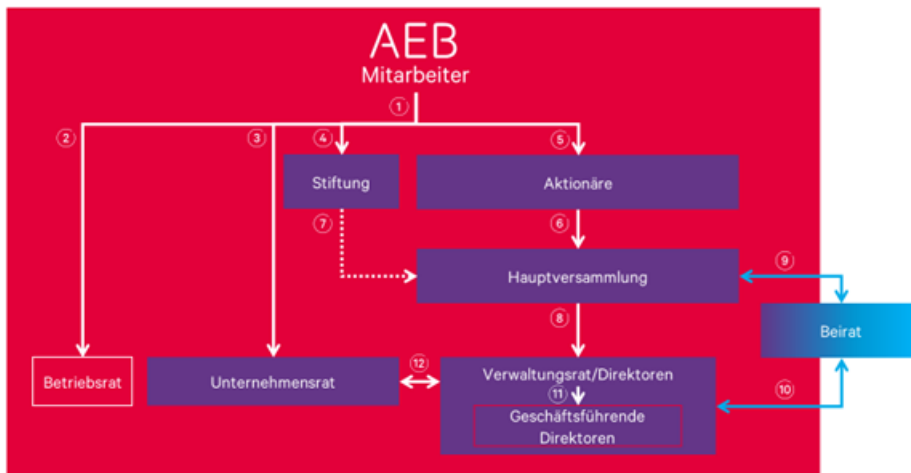 AEB
Mitarbeiter
1
2
3
4
5
Stiftung
Aktionäre
7
6
Hauptversammlung
9
8
Beirat
Betriebsrat
Unternehmensrat
12
Verwaltungsrat/Direktoren
11
Geschäftsführende
Direktoren
10